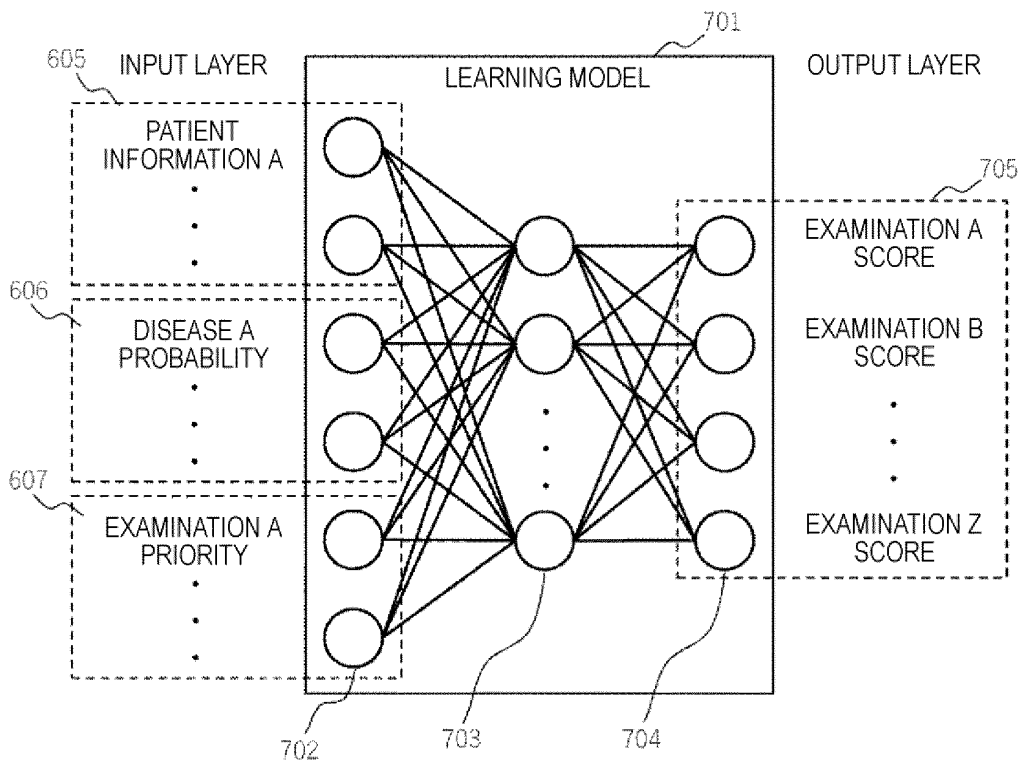 701
605
INPUT LAYER
LEARNING MODEL
OUTPUT LAYER
PATIENT
INFORMATION A
705
EXAMINATION A
SCORE
606
DISEASE A
PROBABILITY
EXAMINATION B
SCORE
607
EXAMINATION A
PRIORITY
EXAMINATION Z
SCORE
702
703
704